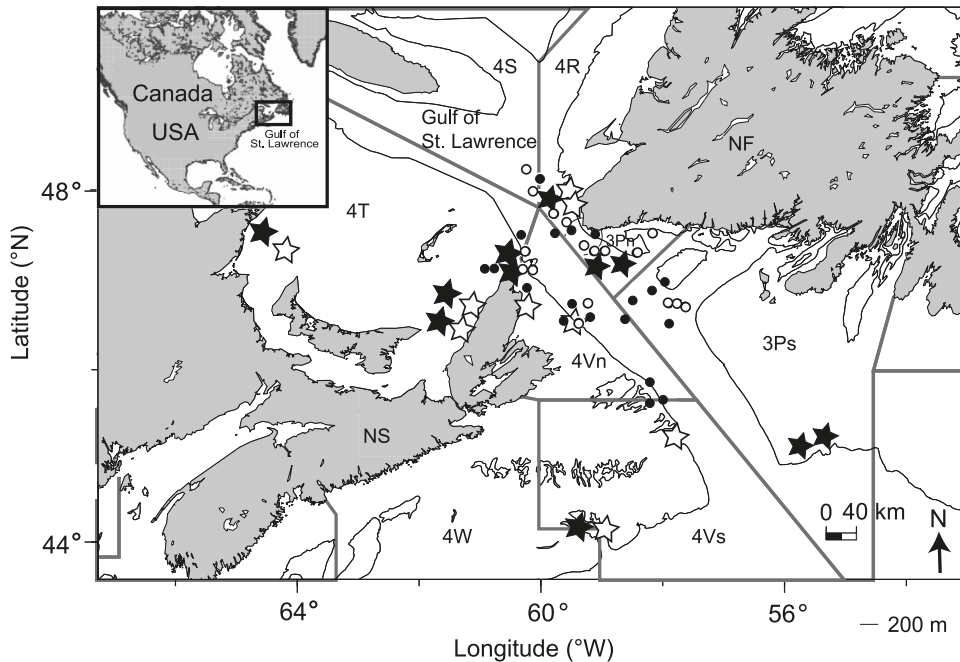 Canada
USA
Gulf of
St. Lawrence
4S
4R
Gulf of
St. Lawrence
NF
48°
4T
3Pn
Latitude (°N)
4Vn
3Ps
NS
0 40 km
N
4W
4Vs
44°
64°
60°
56°
200 m
Longitude (°W)